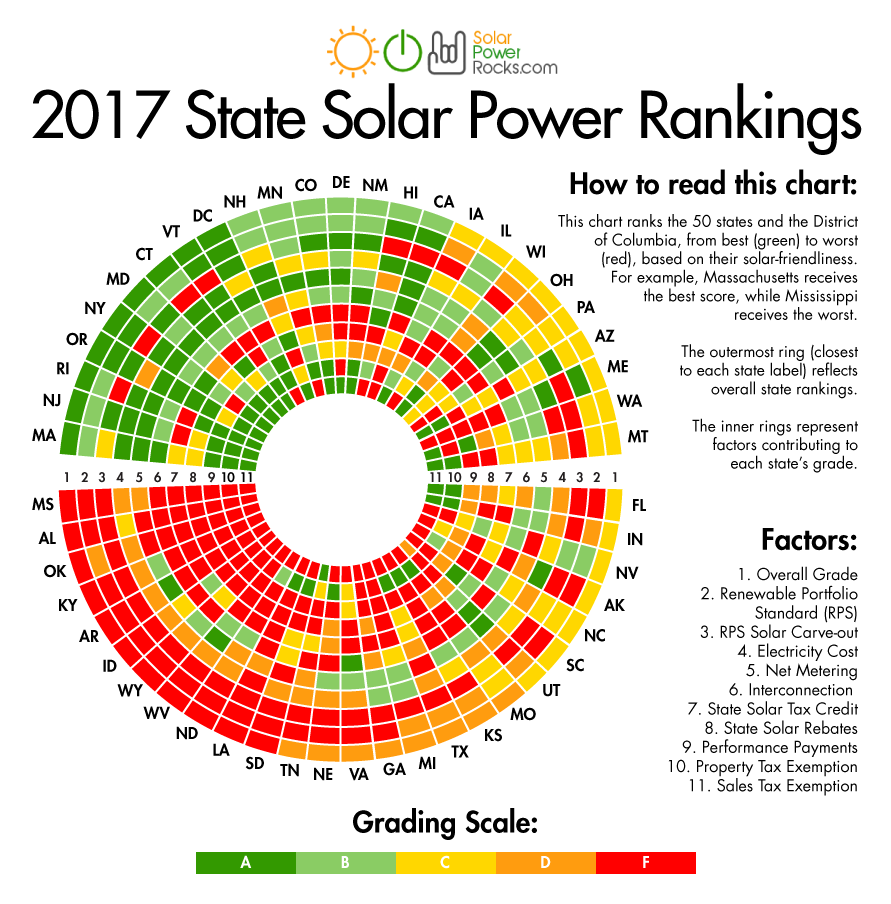 Solar
Power
Rocks.com
2017 State Solar Power Rankings
How to read this chart:
This chart ranks the 50 states and the District
of Columbia, from best (green) to worst
(red), based on their solar-friendliness.
For example, Massachusetts receives
the best score, while Mississippi
receives the worst.
The outermost ring (closest
to each state label) reflects
overall state rankings.
The inner rings represent
factors contributing to
each state's grade.
MA
NJ
RI
OR
NY
MD
CT
VT
DC
NH
MN
CO
DE
NM
HI
CA
IA
IL
WI
OH
PA
AZ
ME
WA
MT
1 2 3 4 5 6 7 8 9 10 11
11 10 9 8 7 6 5 4 3 2 1
FL
IN
NV
AK
NC
SC
UT
MO
KS
TX
MI
GA
VA
NE
TN
SD
LA
ND
WV
WY
ID
AR
KY
OK
AL
MS
Factors:
1. Overall Grade
2. Renewable Portfolio
Standard (RPS)
3. RPS Solar Carve-out
4. Electricity Cost
5. Net Metering
6. Interconnection
7. State Solar Tax Credit
8. State Solar Rebates
9. Performance Payments
10. Property Tax Exemption
11. Sales Tax Exemption
Grading Scale:
A B C D F